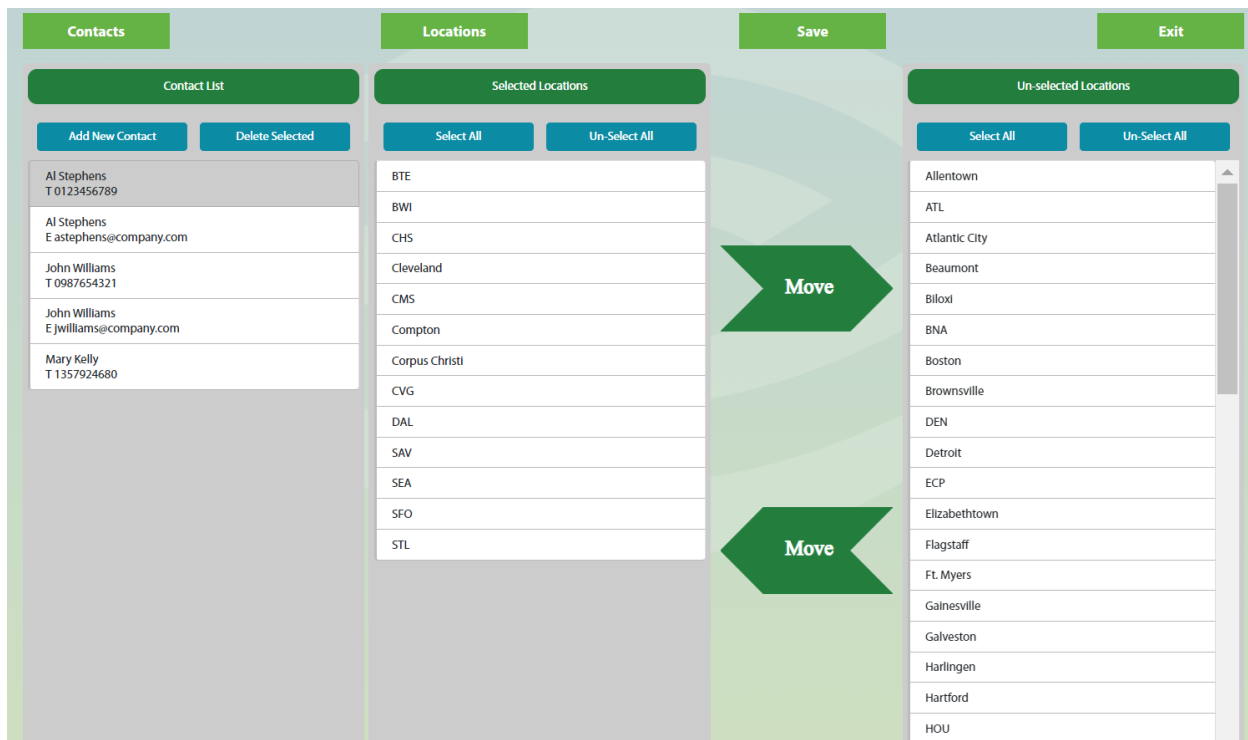 Contacts
Locations
Save
Exit
Contact List
Add New Contact
Delete Selected
Al Stephens
T 0123456789
Al Stephens
E astephens@company.com
John Williams
T 0987654321
John Williams
E jwilliams@company.com
Mary Kelly
T 1357924680
Selected Locations
Select All
Un-Select All
BTE
BWI
CHS
Cleveland
CMS
Compton
Corpus Christi
CVG
DAL
SAV
SEA
SFO
STL
Move
Move
Un-selected Locations
Select All
Un-Select All
Allentown
ATL
Atlantic City
Beaumont
Biloxi
BNA
Boston
Brownsville
DEN
Detroit
ECP
Elizabethtown
Flagstaff
Ft. Myers
Gainesville
Galveston
Harlingen
Hartford
HOU